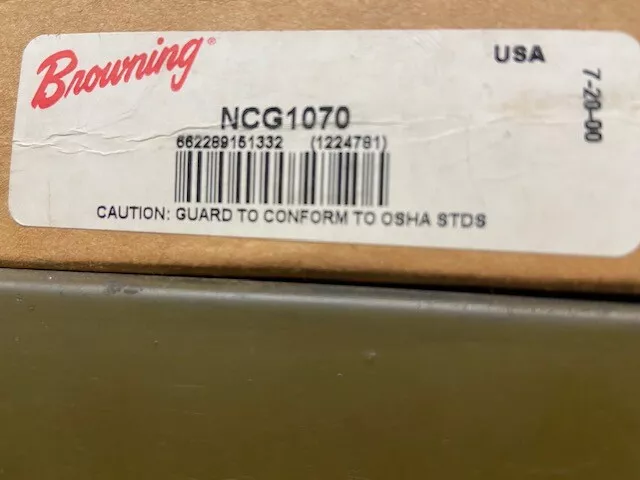 Browning®
USA
7-20-00
NCG1070
662289151332 (1224781)
CAUTION: GUARD TO CONFORM TO OSHA STDS